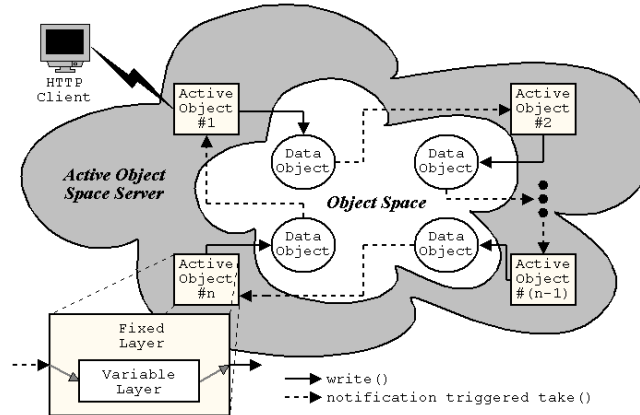 HTTP
Client
Active
Object
#1
Active
Object
#2
Data
Object
Data
Object
Active Object
Space Server
Object Space
Data
Object
Data
Object
Active
Object
#n
Active
Object
#(n-1)
Fixed
Layer
Variable
Layer
write()
notification triggered take()